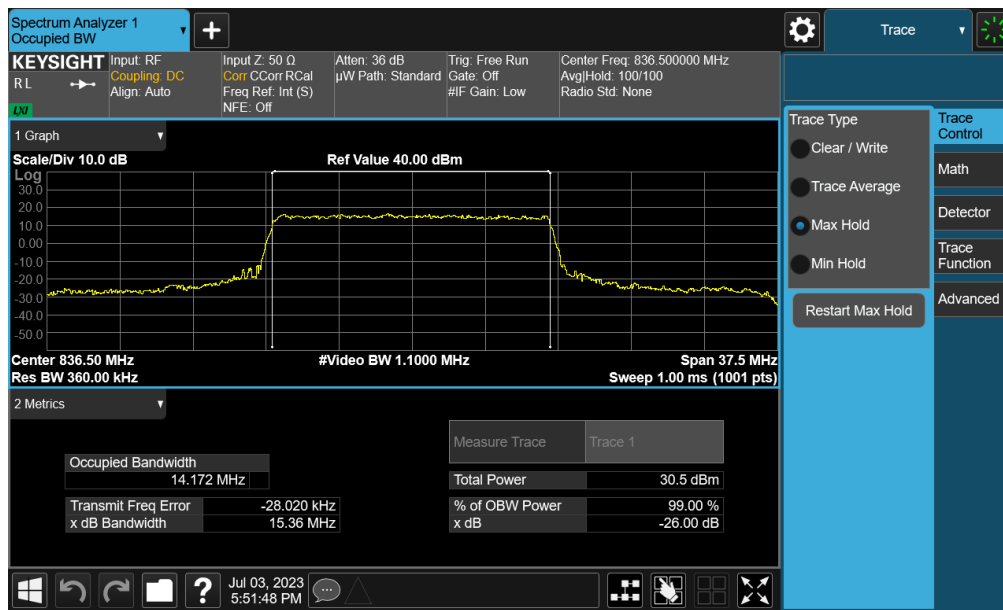 Spectrum Analyzer 1
Occupied BW
Trace
KEYSIGHT
R L
LXI
Input: RF
Coupling: DC
Align: Auto
Input Z: 50 Ω
Corr CCorr RCal
Freq Ref: Int (S)
NFE: Off
Atten: 36 dB
µW Path: Standard
Trig: Free Run
Gate: Off
#IF Gain: Low
Center Freq: 836.500000 MHz
Avg|Hold: 100/100
Radio Std: None
1 Graph
Scale/Div 10.0 dB
Ref Value 40.00 dBm
Log
30.0
20.0
10.0
0.00
-10.0
-20.0
-30.0
-40.0
-50.0
Center 836.50 MHz
#Video BW 1.1000 MHz
Span 37.5 MHz
Res BW 360.00 kHz
Sweep 1.00 ms (1001 pts)
2 Metrics
Measure Trace
Trace 1
Occupied Bandwidth
14.172 MHz
Total Power
30.5 dBm
Transmit Freq Error
-28.020 kHz
% of OBW Power
99.00 %
x dB Bandwidth
15.36 MHz
x dB
-26.00 dB
Trace Type
Clear / Write
Trace Average
Max Hold
Min Hold
Restart Max Hold
Trace
Control
Math
Detector
Trace
Function
Advanced
?
Jul 03, 2023
5:51:48 PM